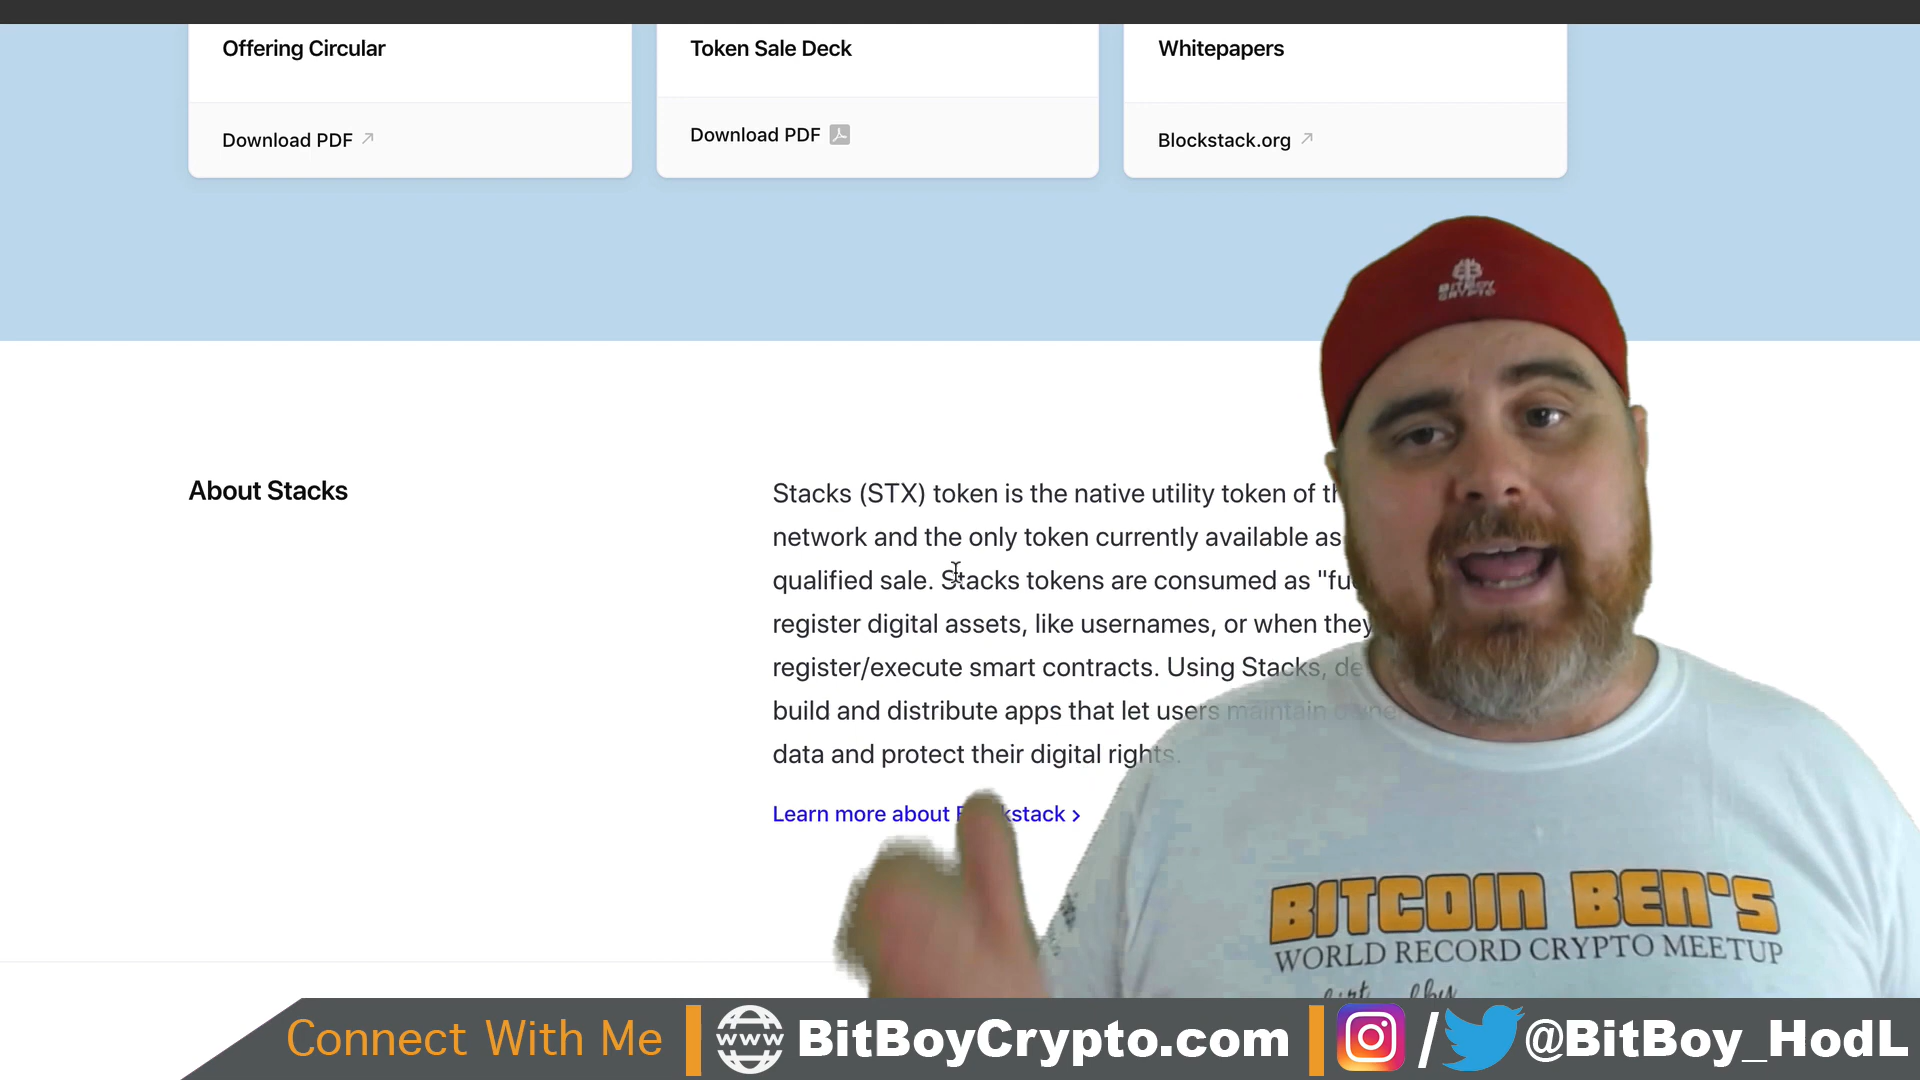 Offering Circular
Token Sale Deck
Whitepapers
Download PDF
Download PDF
Blockstack.org
BITBOY
CRYPTO
About Stacks
Stacks (STX) token is the native utility token of
network and the only token currently available as
qualified sale. Stacks tokens are consumed as
register digital assets, like usernames, or when they
register/execute smart contracts. Using Stacks,
build and distribute apps that let users maintain
data and protect their digital rights.
Learn more about
BITCOIN BEN'S
WORLD RECORD CRYPTO MEETUP
Connect With Me
WWW
BitBoyCrypto.com
/
@BitBoy_HodL